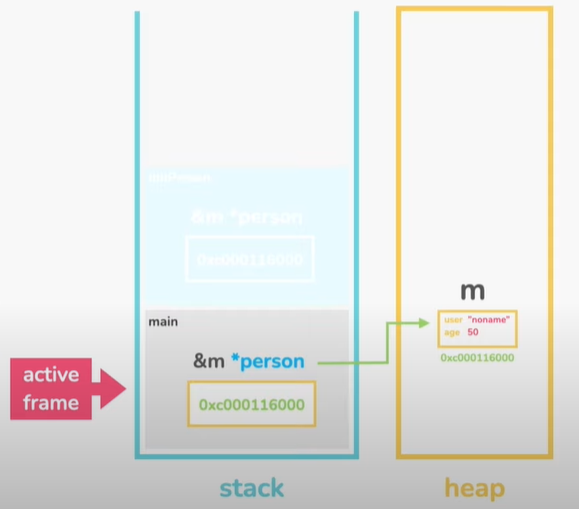 initPerson
&m *person
0xc000116000
main
&m *person
0xc000116000
active
frame
m
user "noname"
age 50
0xc000116000
stack
heap